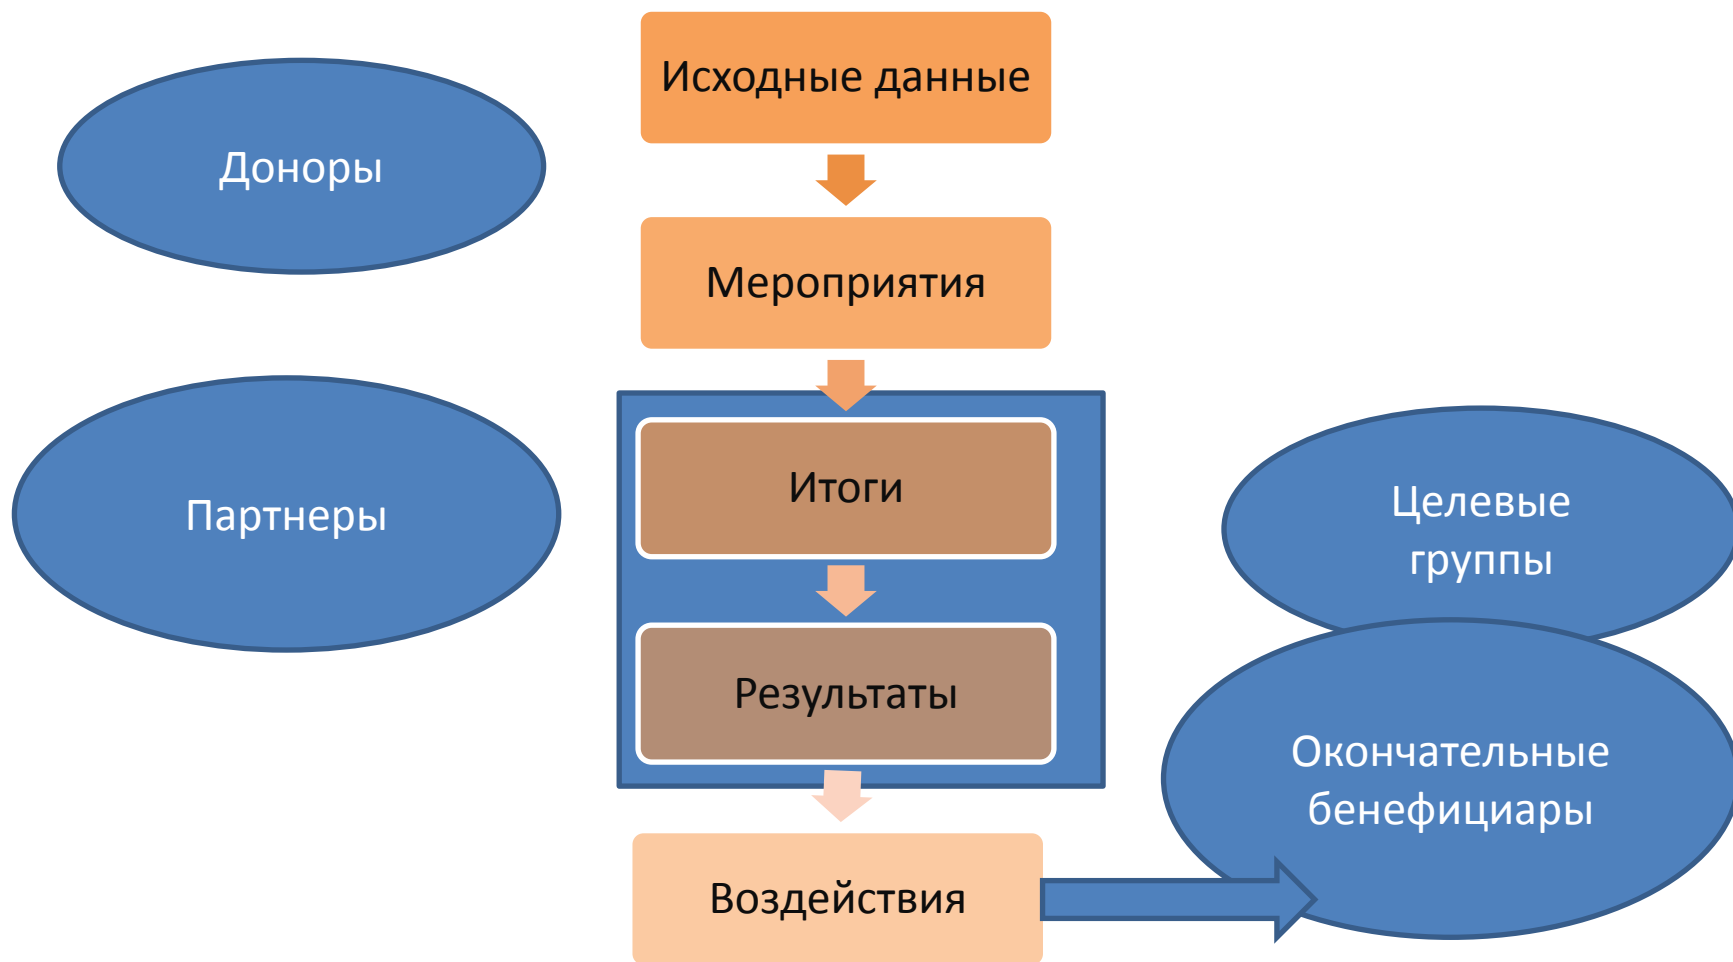 Исходные данные
Доноры
Мероприятия
Партнеры
Итоги
Целевые
группы
Результаты
Окончательные
бенефициары
Воздействия